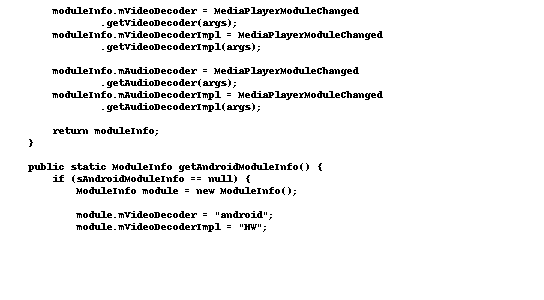 moduleInfo.mVideoDecoder = MediaPlayerModuleChanged
.getVideoDecoder(args);
moduleInfo.mVideoDecoderImpl = MediaPlayerModuleChanged
.getVideoDecoderImpl(args);
moduleInfo.mAudioDecoder = MediaPlayerModuleChanged
.getAudioDecoder(args);
moduleInfo.mAudioDecoderImpl = MediaPlayerModuleChanged
.getAudioDecoderImpl(args);
return moduleInfo;
}
public static ModuleInfo getAndroidModuleInfo() {
if (sAndroidModuleInfo == null) {
ModuleInfo module = new ModuleInfo();
module.mVideoDecoder = "android";
module.mVideoDecoderImpl = "HW";